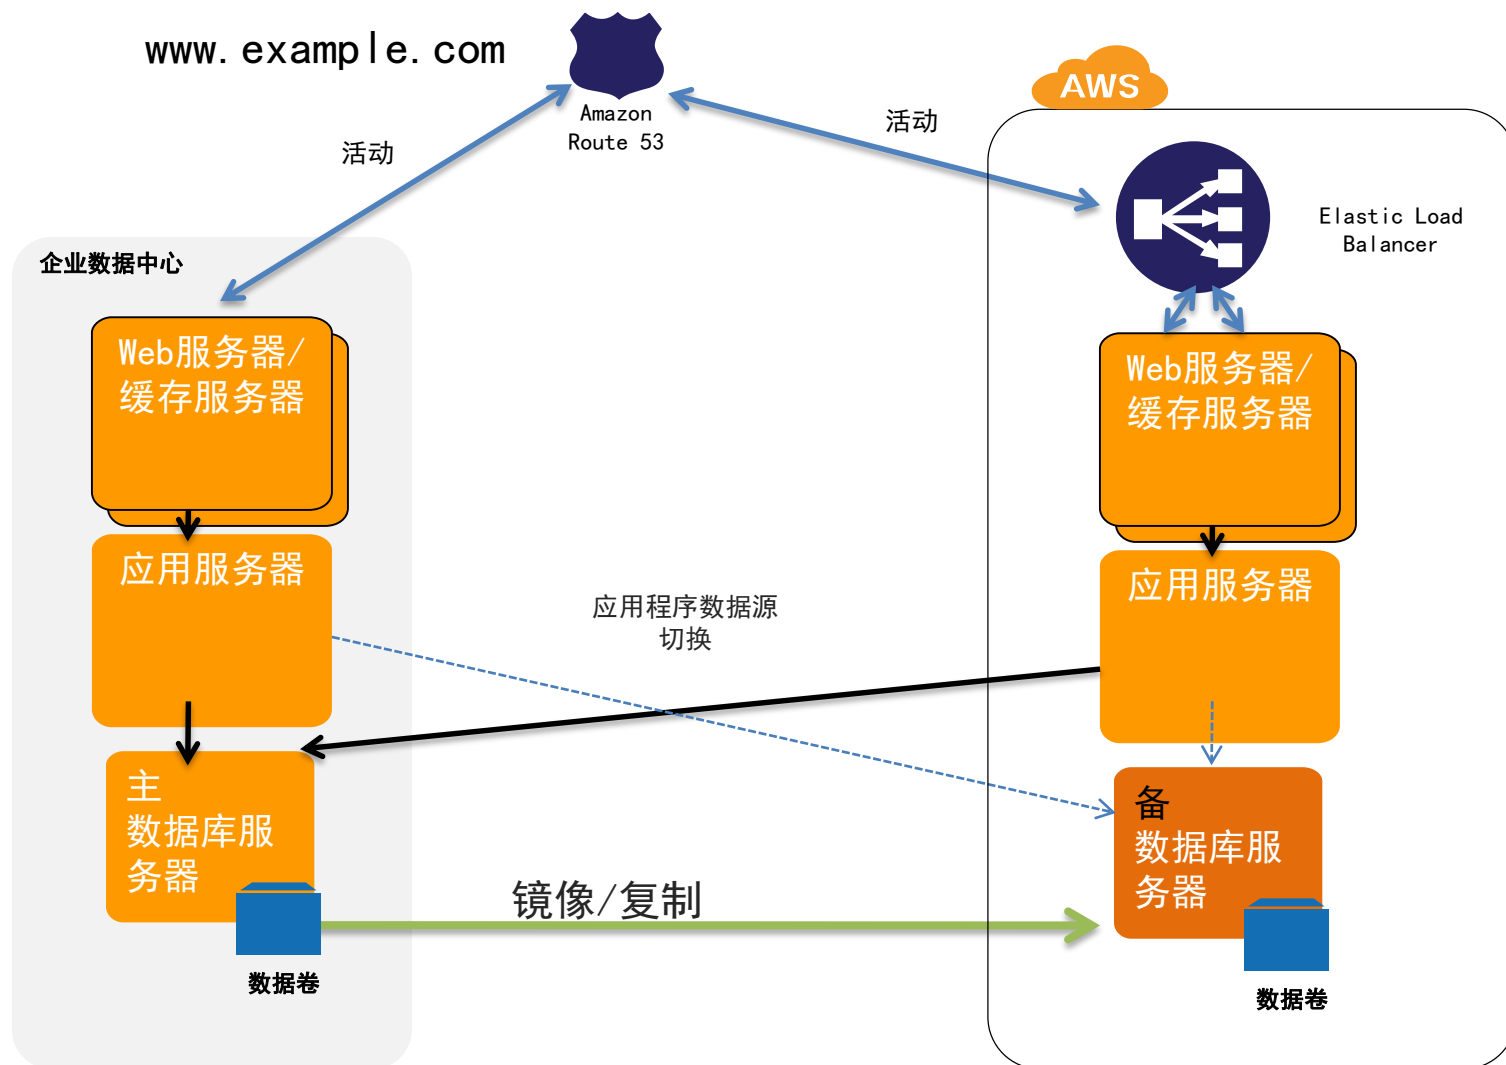 www.example.com
Amazon
Route 53
AWS
活动
活动
Elastic Load
Balancer
企业数据中心
Web服务器/
缓存服务器
Web服务器/
缓存服务器
应用服务器
应用服务器
应用程序数据源
切换
主
数据库服
务器
备
数据库服
务器
镜像/复制
数据卷
数据卷